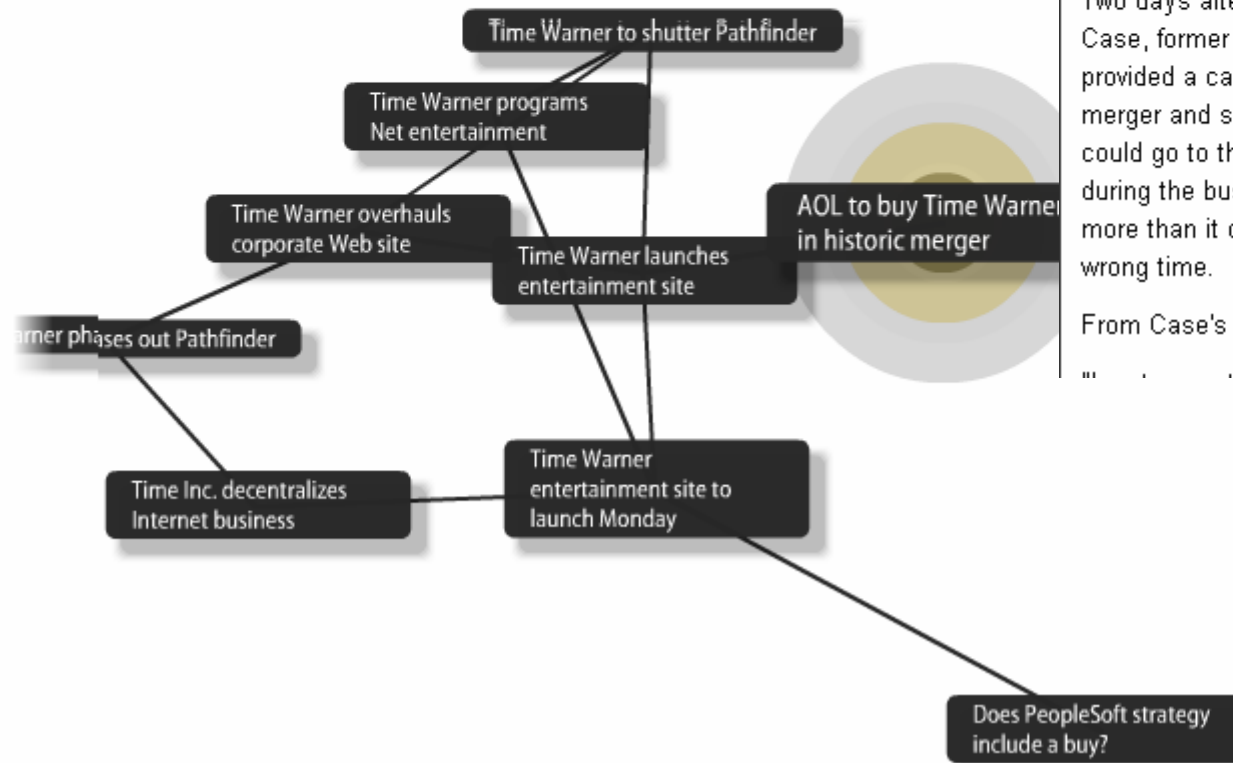 Time Warner to shutter Pathfinder
Time Warner programs
Net entertainment
Time Warner overhauls
corporate Web site
Time Warner launches
entertainment site
AOL to buy Time Warner
in historic merger
ases out Pathfinder
Time Inc. decentralizes
Internet business
Time Warner
entertainment site to
launch Monday
Does PeopleSoft strategy
include a buy?
Two days
Case, former
provided a ca
merger and s
could go to th
during the bu
more than it
wrong time.
From Case's